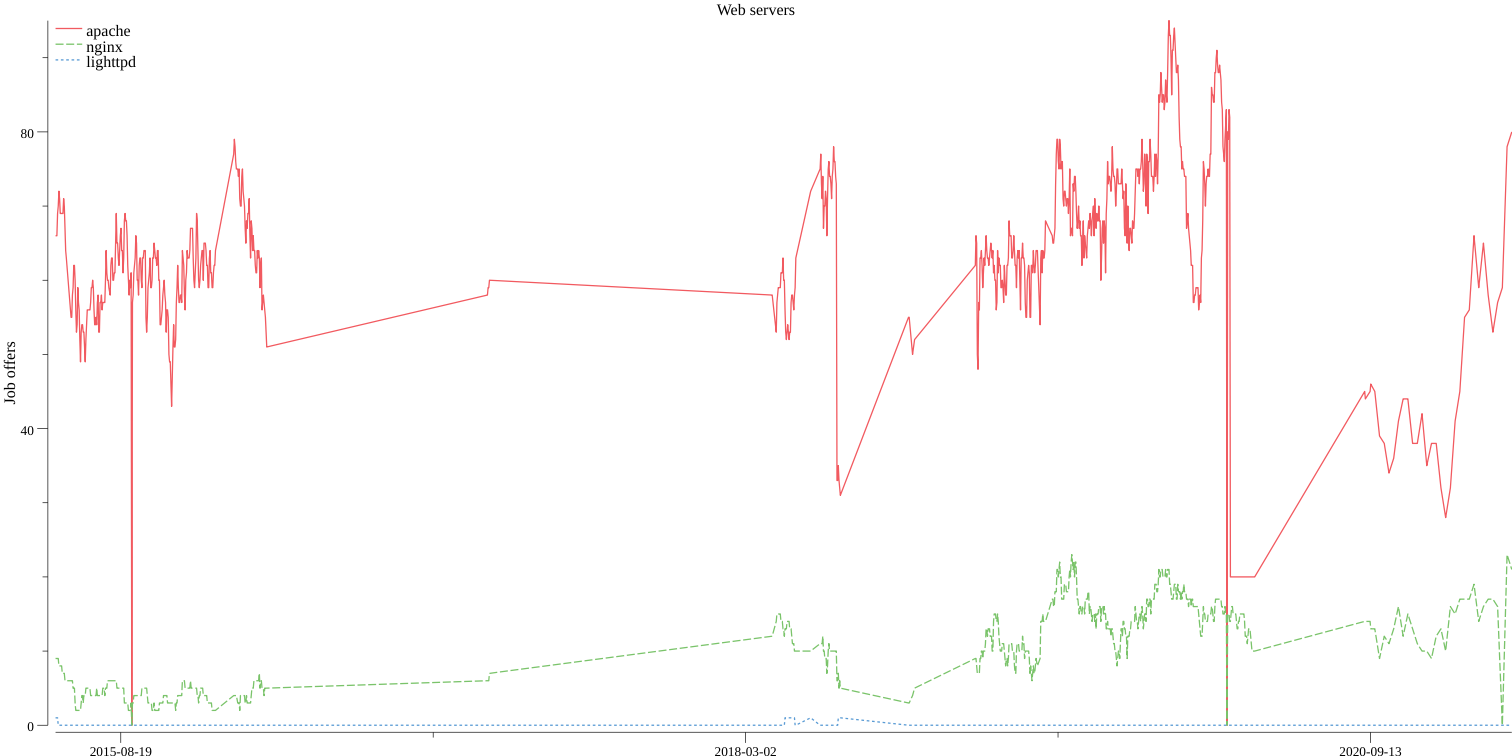 Web servers
apache
nginx
lighttpd
80
40
0
Job offers
2015-08-19
2018-03-02
2020-09-13